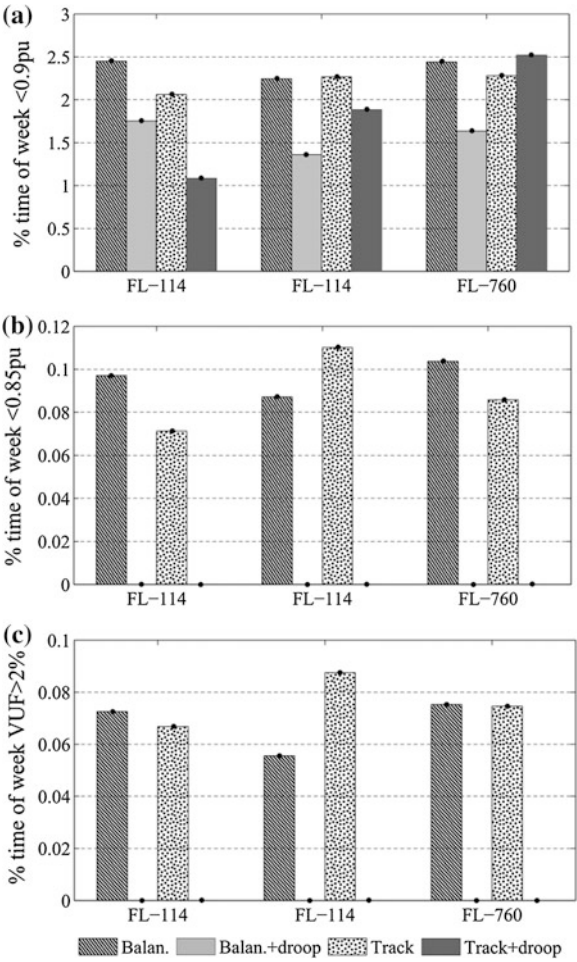 (a)
% time of week <0.9pu
3
2.5
2
1.5
1
0.5
0
FL−114 FL−114 FL−760
(b)
% time of week <0.85pu
0.12
0.1
0.08
0.06
0.04
0.02
0
FL−114 FL−114 FL−760
(c)
% time of week VUF>2%
0.1
0.08
0.06
0.04
0.02
0
FL−114 FL−114 FL−760
Balan. Balan.+droop Track Track+droop